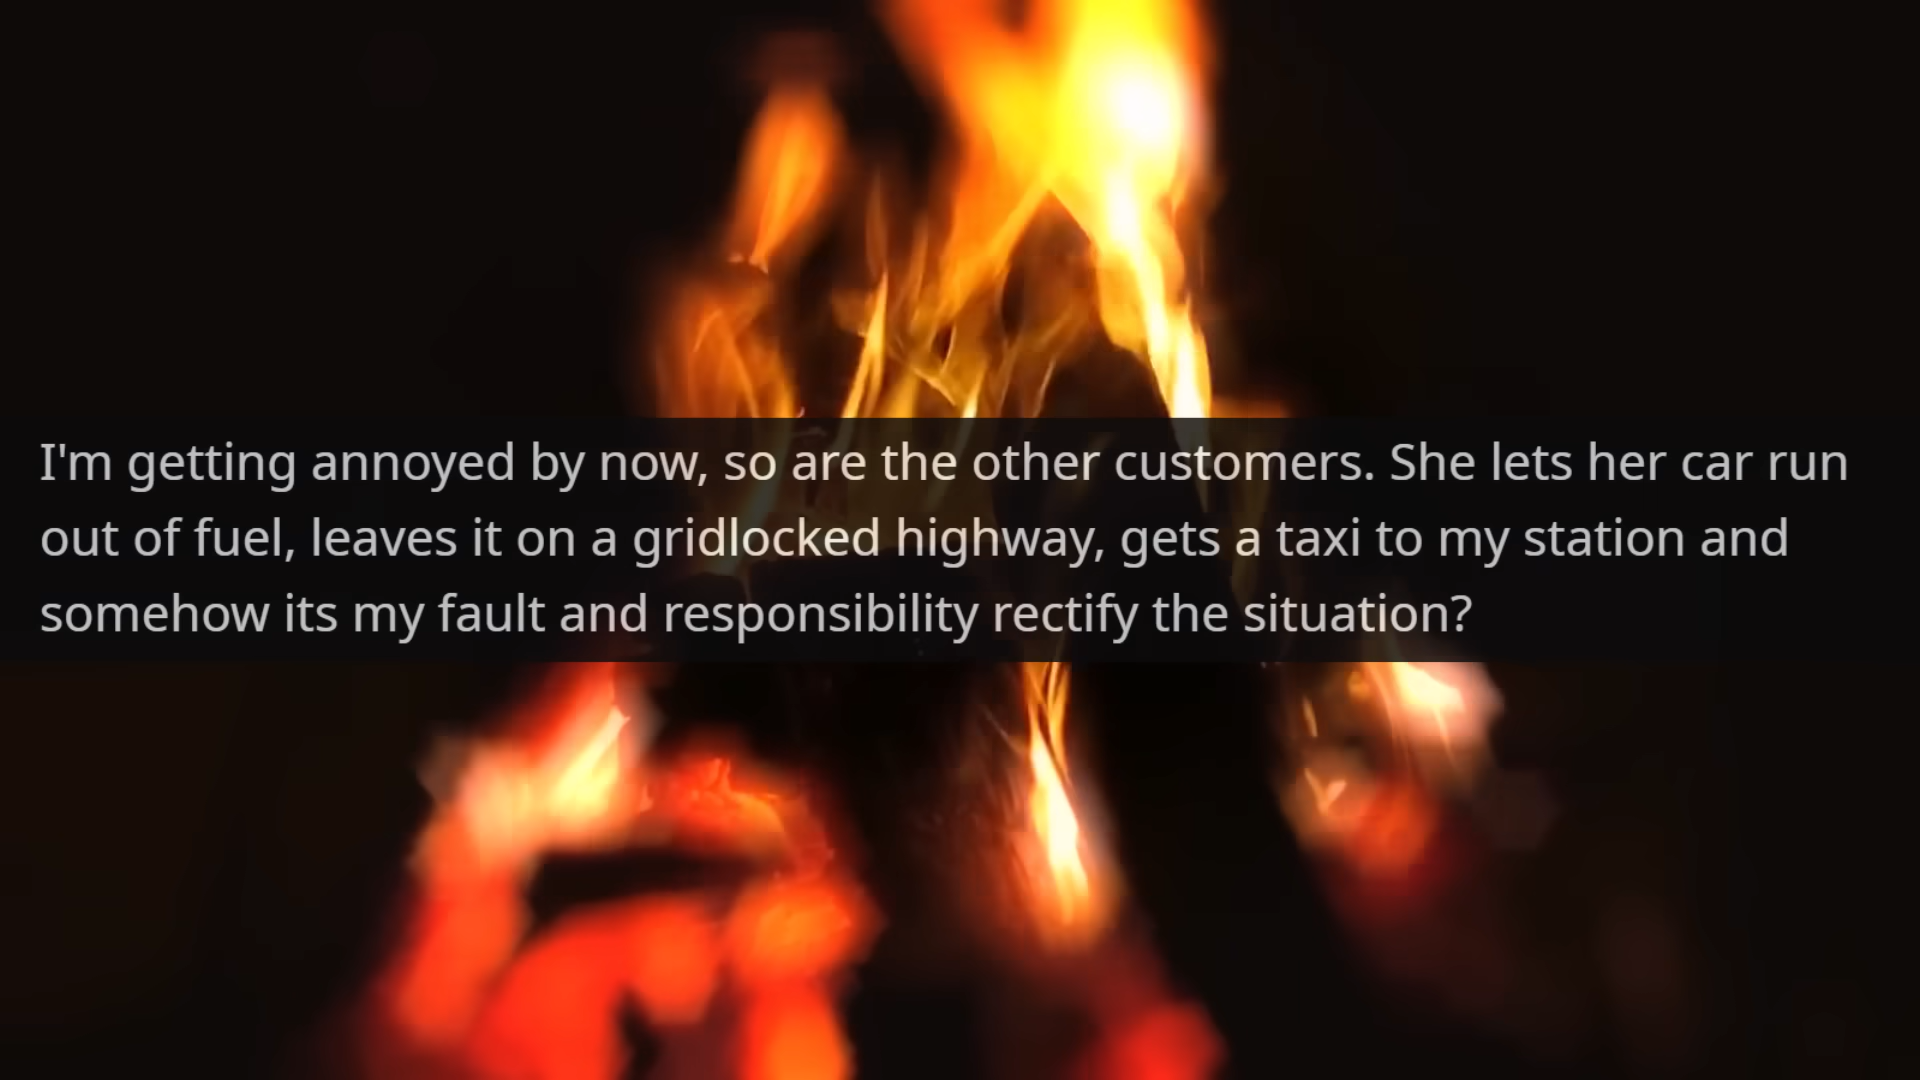 I'm getting annoyed by now, so are the other customers. She lets her car run
out of fuel, leaves it on a gridlocked highway, gets a taxi to my station and
somehow its my fault and responsibility rectify the situation?